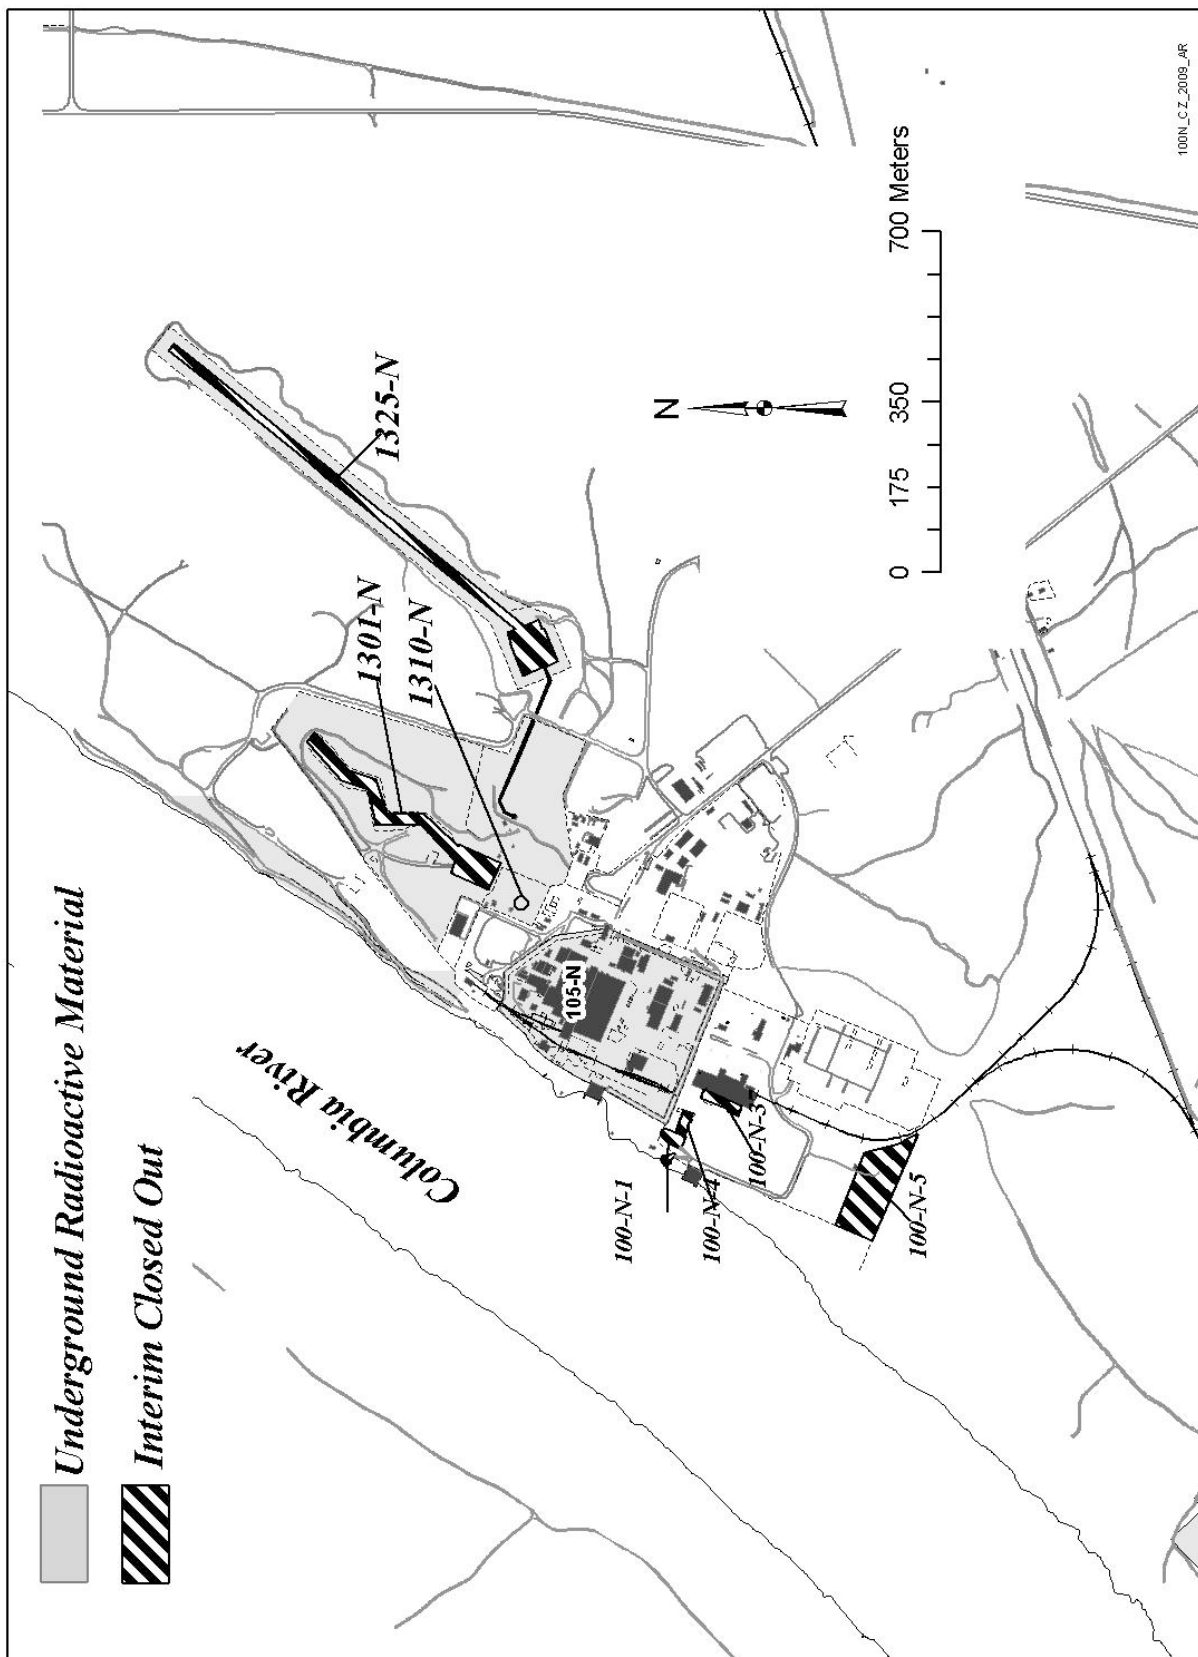 Underground Radioactive Material
Interim Closed Out
Columbia River
1325-N
1301-N
1310-N
105-N
100-N-1
100-N-4
100-N-3
100-N-5
N
0 175 350 700 Meters
100N_CZ_2009_AR